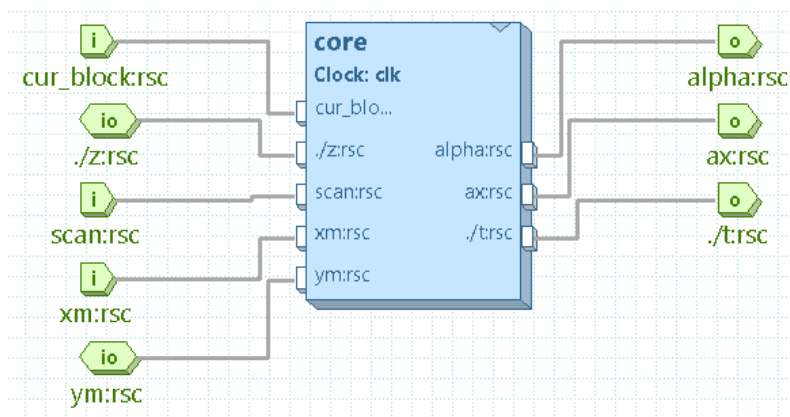 i
cur_block:rsc
io
./z:rsc
i
scan:rsc
i
xm:rsc
io
ym:rsc
core
Clock: clk
cur_blo...
./z:rsc
scan:rsc
xm:rsc
ym:rsc
alpha:rsc
ax:rsc
./t:rsc
o
alpha:rsc
o
ax:rsc
o
./t:rsc